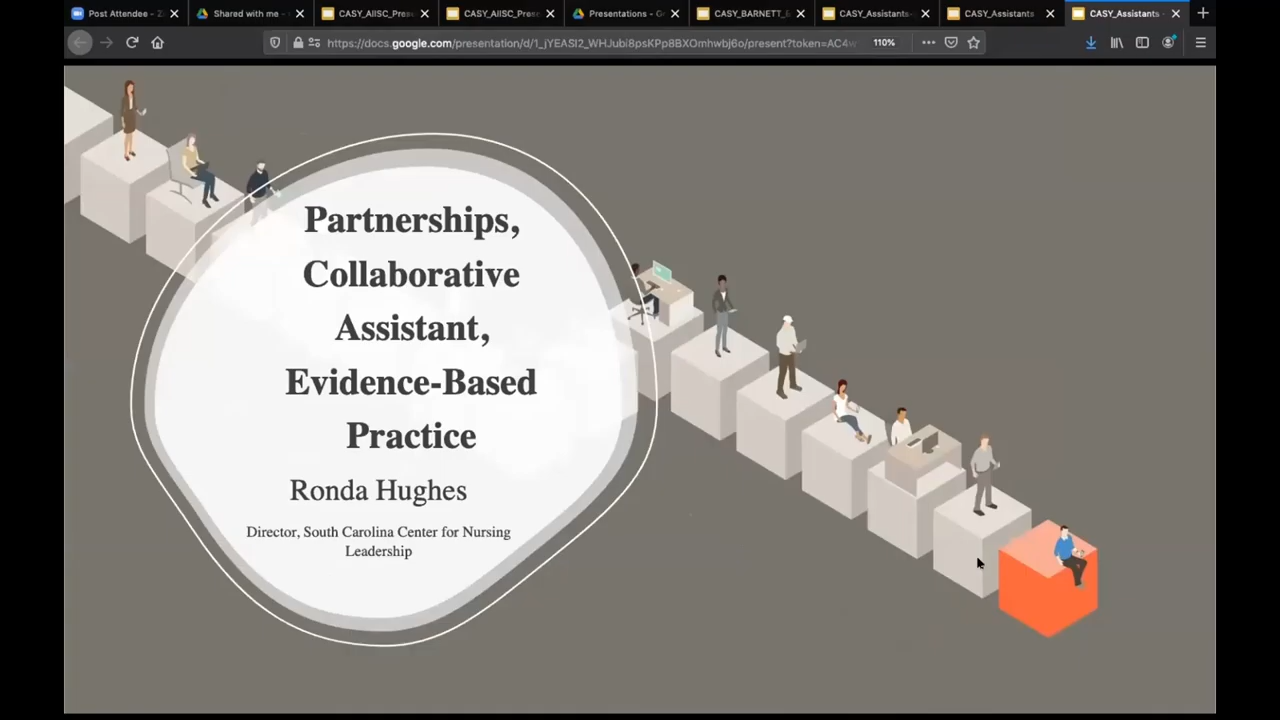 Post Attendee - Z
Shared with me -
CASY_AIISC_Pres
CASY_AIISC_Prese
Presentations - G
CASY_BARNETT_
CASY_Assistants
CASY_Assistants
CASY_Assistants -
110%
Partnerships,
Collaborative
Assistant,
Evidence-Based
Practice
Ronda Hughes
Director, South Carolina Center for Nursing
Leadership